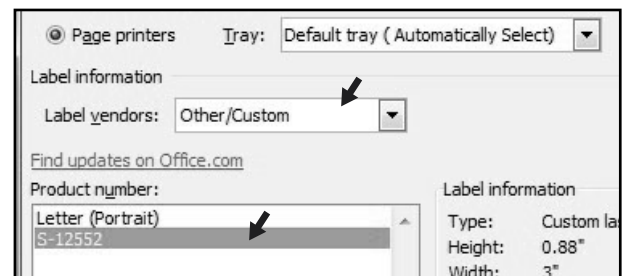 Page printers Tray: Default tray ( Automatically Select)
Label information
Label vendors: Other/Custom
Find updates on Office.com
Product number: Label information
Letter (Portrait) Type: Custom la
S-12552 Height: 0.88"
Width: 3"